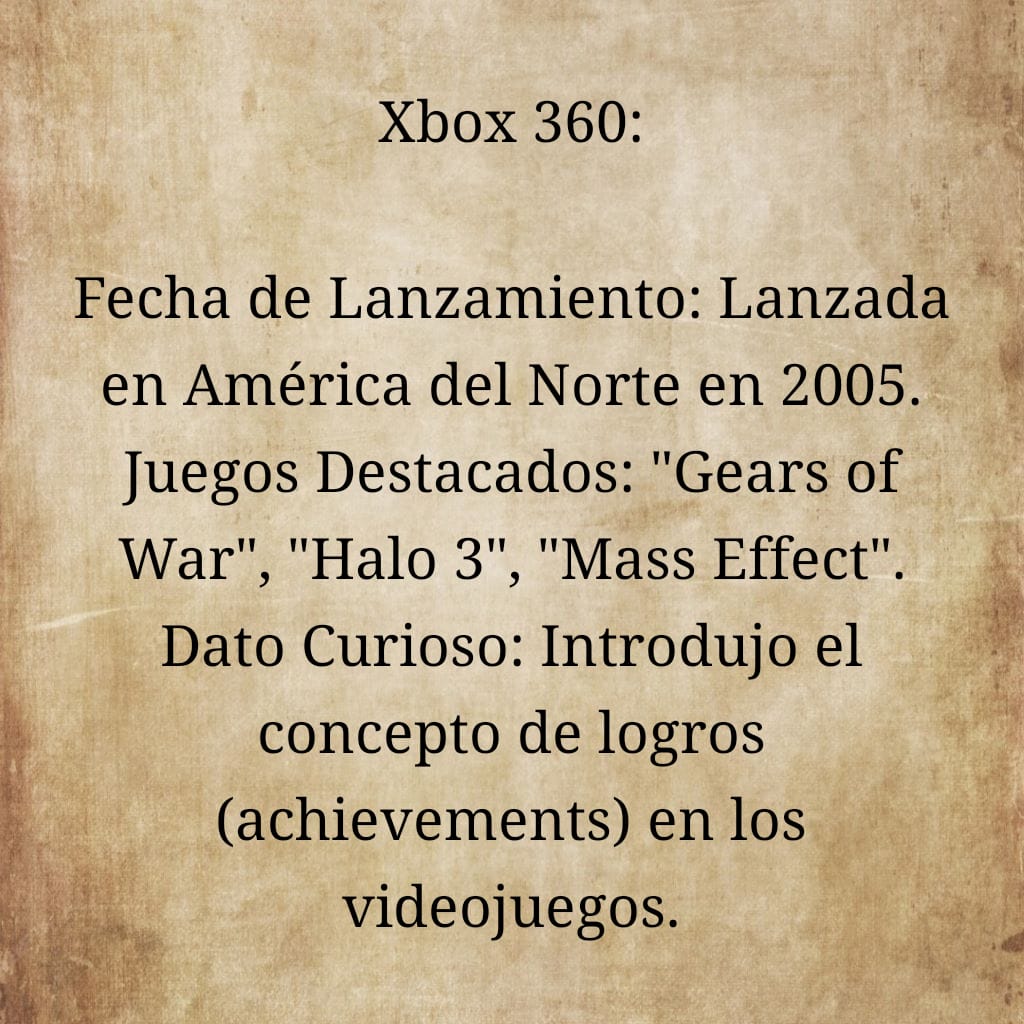 Xbox 360:
Fecha de Lanzamiento: Lanzada
en América del Norte en 2005.
Juegos Destacados: "Gears of
War", "Halo 3", "Mass Effect".
Dato Curioso: Introdujo el
concepto de logros
(achievements) en los
videojuegos.